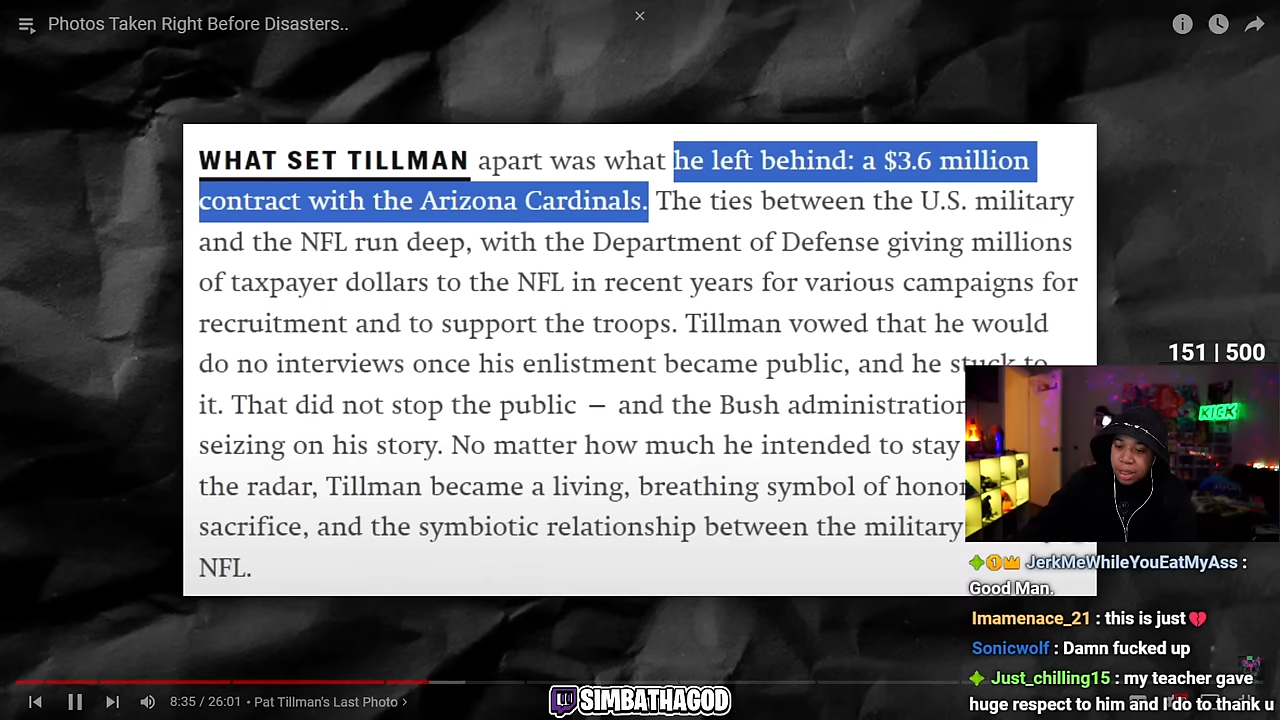 Photos Taken Right Before Disasters..
WHAT SET TILLMAN apart was what he left behind: a $3.6 million
contract with the Arizona Cardinals. The ties between the U.S. military
and the NFL run deep, with the Department of Defense giving millions
of taxpayer dollars to the NFL in recent years for various campaigns for
recruitment and to support the troops. Tillman vowed that he would
do no interviews once his enlistment became public, and he stuck to
it. That did not stop the public – and the Bush administration
seizing on his story. No matter how much he intended to stay
the radar, Tillman became a living, breathing symbol of honor
sacrifice, and the symbiotic relationship between the military
NFL.
151 | 500
KICK
JerkMeWhileYouEatMyAss :
Good Man.
Imamenace_21 : this is just
Sonicwolf : Damn fucked up
Just_chilling15 : my teacher gave
huge respect to him and I do to thank u
8:35 / 26:01 • Pat Tillman's Last Photo
SIMBATHAGOD